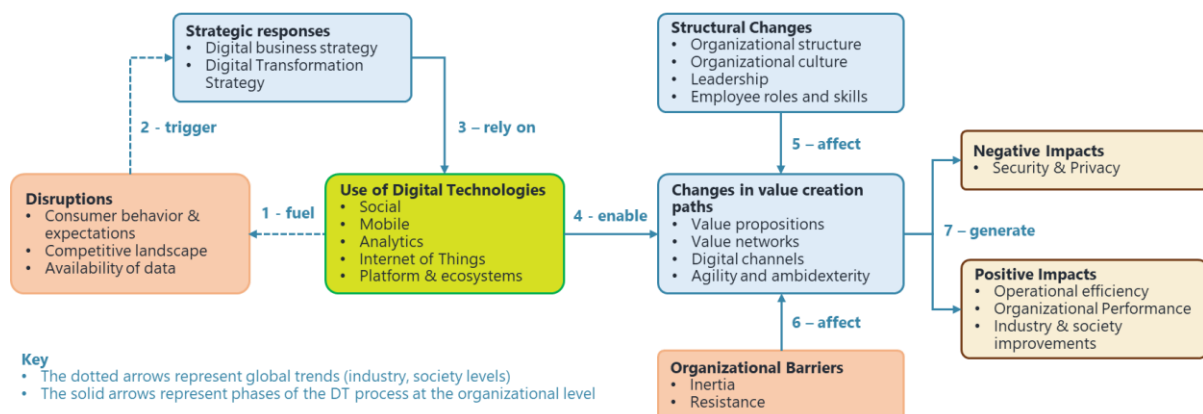 Strategic responses
• Digital business strategy
• Digital Transformation
Strategy
Structural Changes
• Organizational structure
• Organizational culture
• Leadership
• Employee roles and skills
2 - trigger
3 – rely on
5 – affect
Disruptions
• Consumer behavior &
expectations
• Competitive landscape
• Availability of data
1 - fuel
Use of Digital Technologies
• Social
• Mobile
• Analytics
• Internet of Things
• Platform & ecosystems
4 - enable
Changes in value creation
paths
• Value propositions
• Value networks
• Digital channels
• Agility and ambidexterity
Negative Impacts
• Security & Privacy
7 – generate
Positive Impacts
• Operational efficiency
• Organizational Performance
• Industry & society
improvements
6 – affect
Organizational Barriers
• Inertia
• Resistance
Key
• The dotted arrows represent global trends (industry, society levels)
• The solid arrows represent phases of the DT process at the organizational level